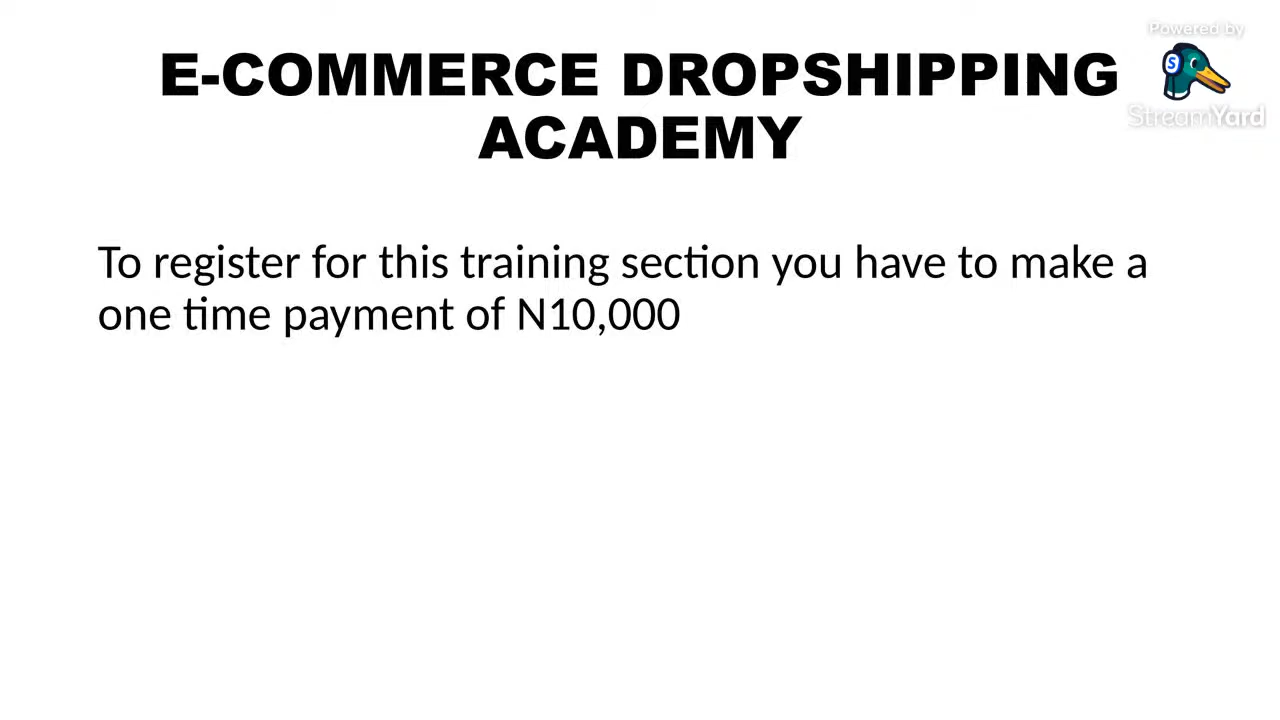 Powered by
E-COMMERCE DROPSHIPPING
ACADEMY
S
StreamYard
To register for this training section you have to make a
one time payment of N10,000